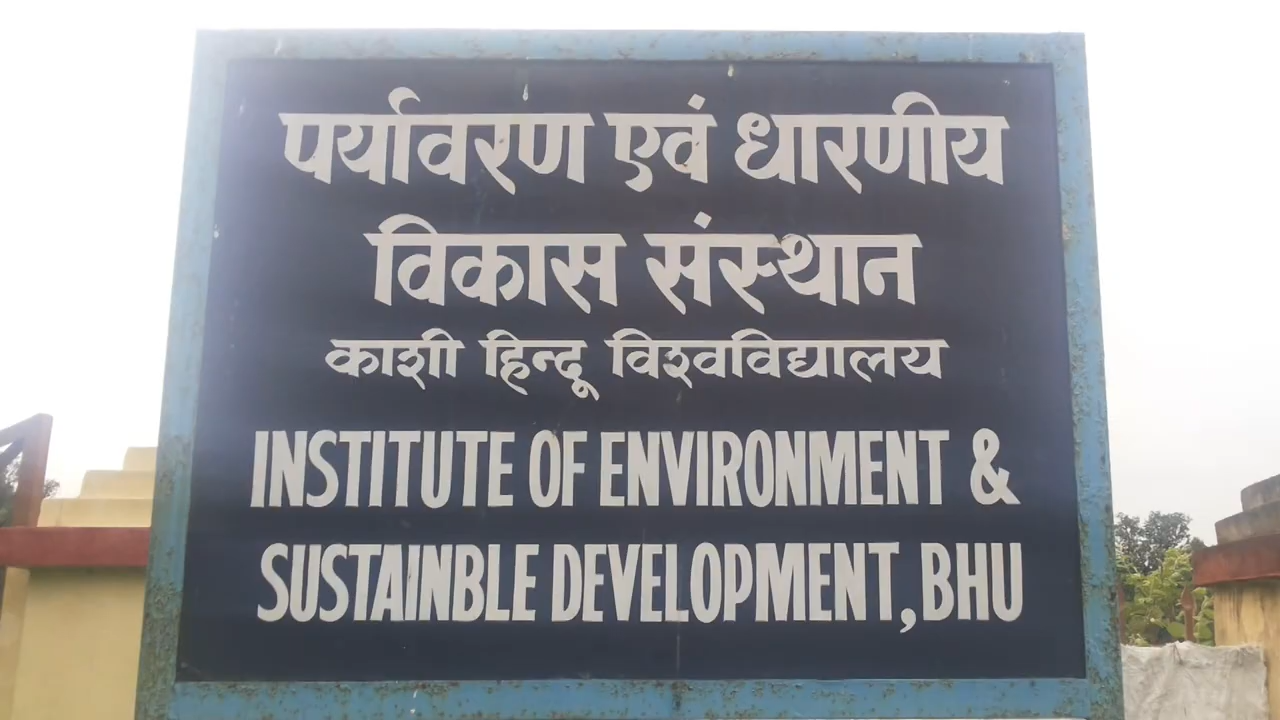 पर्यावरण एवं धारणीय
विकास संस्थान
काशी हिन्दू विश्वविद्यालय
INSTITUTE OF ENVIRONMENT &
SUSTAINBLE DEVELOPMENT, BHU